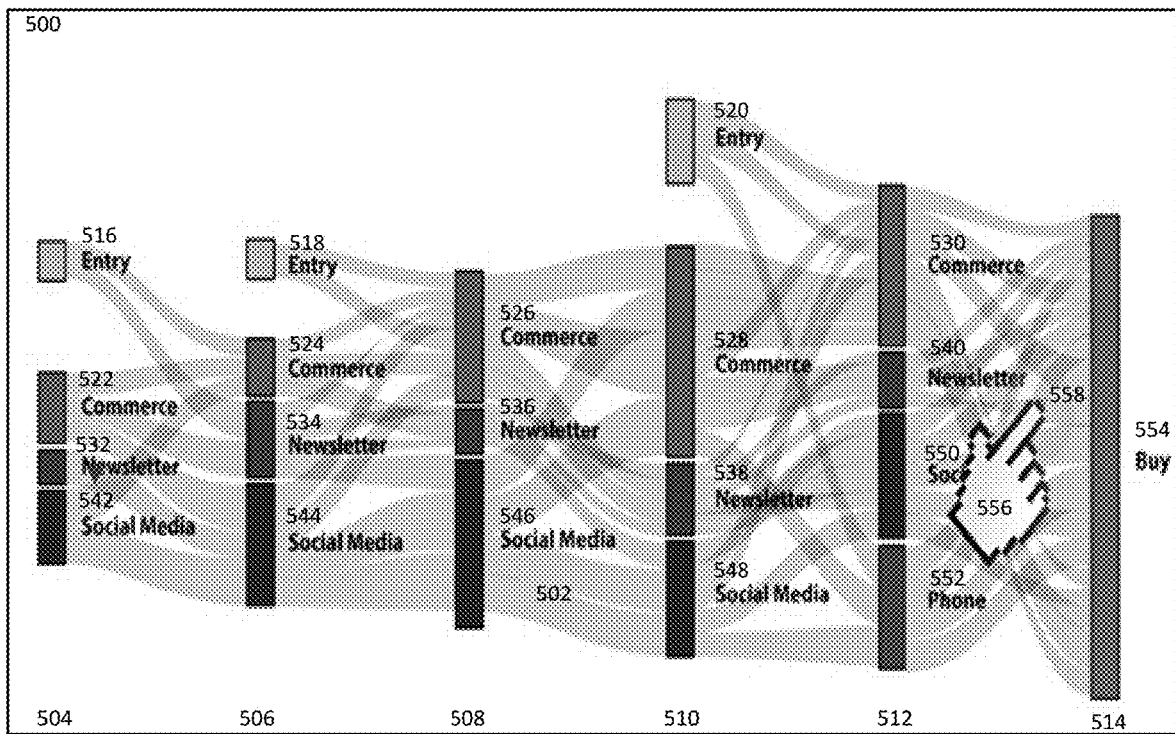 500
520
Entry
516
Entry
518
Entry
530
Commerce
526
Commerce
524
Commerce
528
Commerce
540
Newsletter
522
Commerce
558
534
Newsletter
536
Newsletter
532
Newsletter
554
Buy
550
Soci
538
Newsletter
542
Social Media
544
Social Media
546
Social Media
556
548
Social Media
552
Phone
502
504
506
508
510
512
514